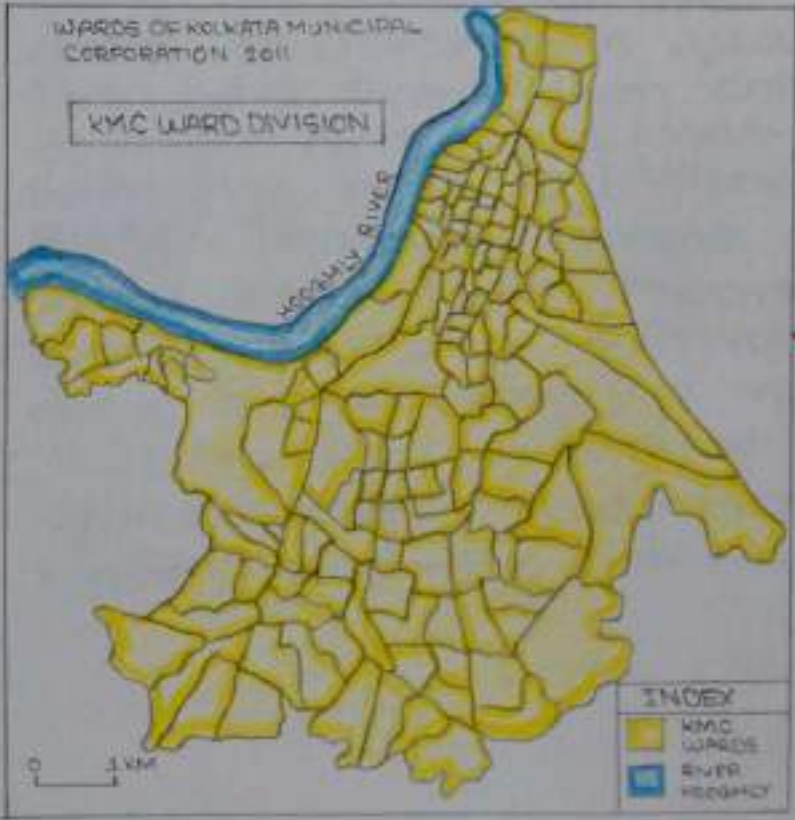 WARDS OF KOLKATA MUNICIPAL
CORPORATION 2011
KMC WARD DIVISION
HOOGHLY RIVER
INDEX
KMC
WARDS
RIVER
HOOGHLY
0 1 KM